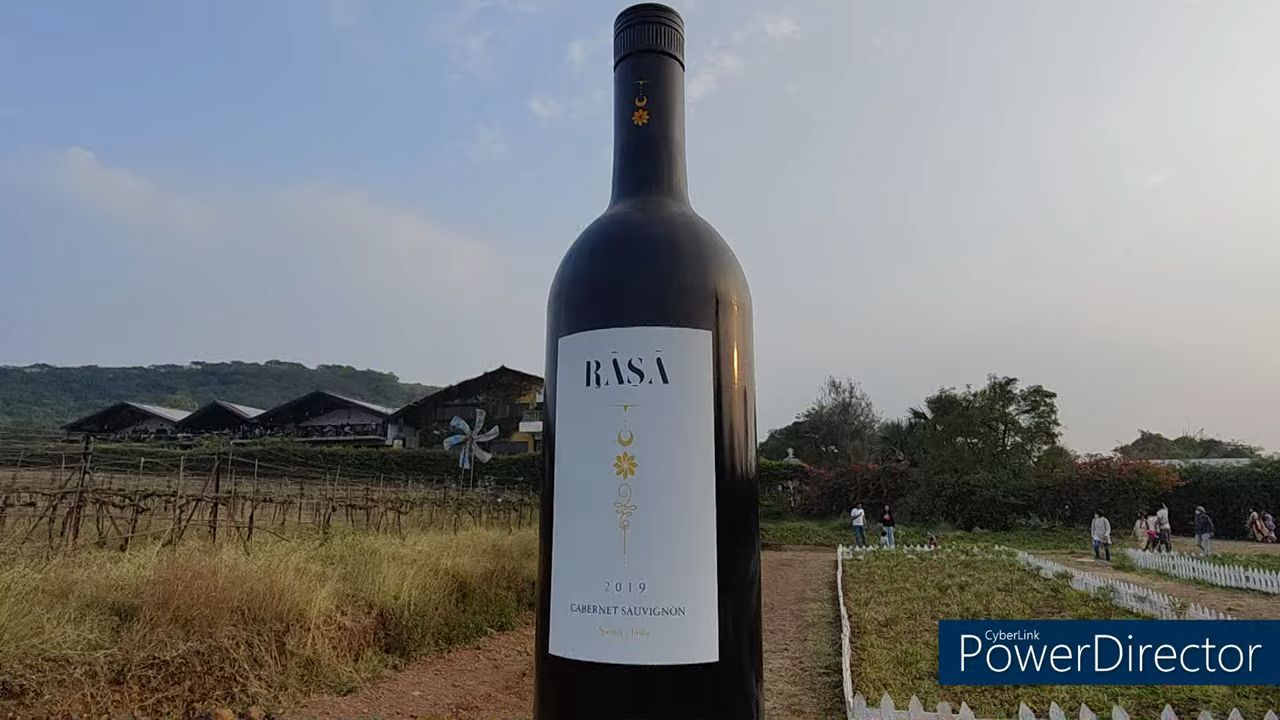 RĀSĀ
2019
CABERNET SAUVIGNON
CyberLink
PowerDirector